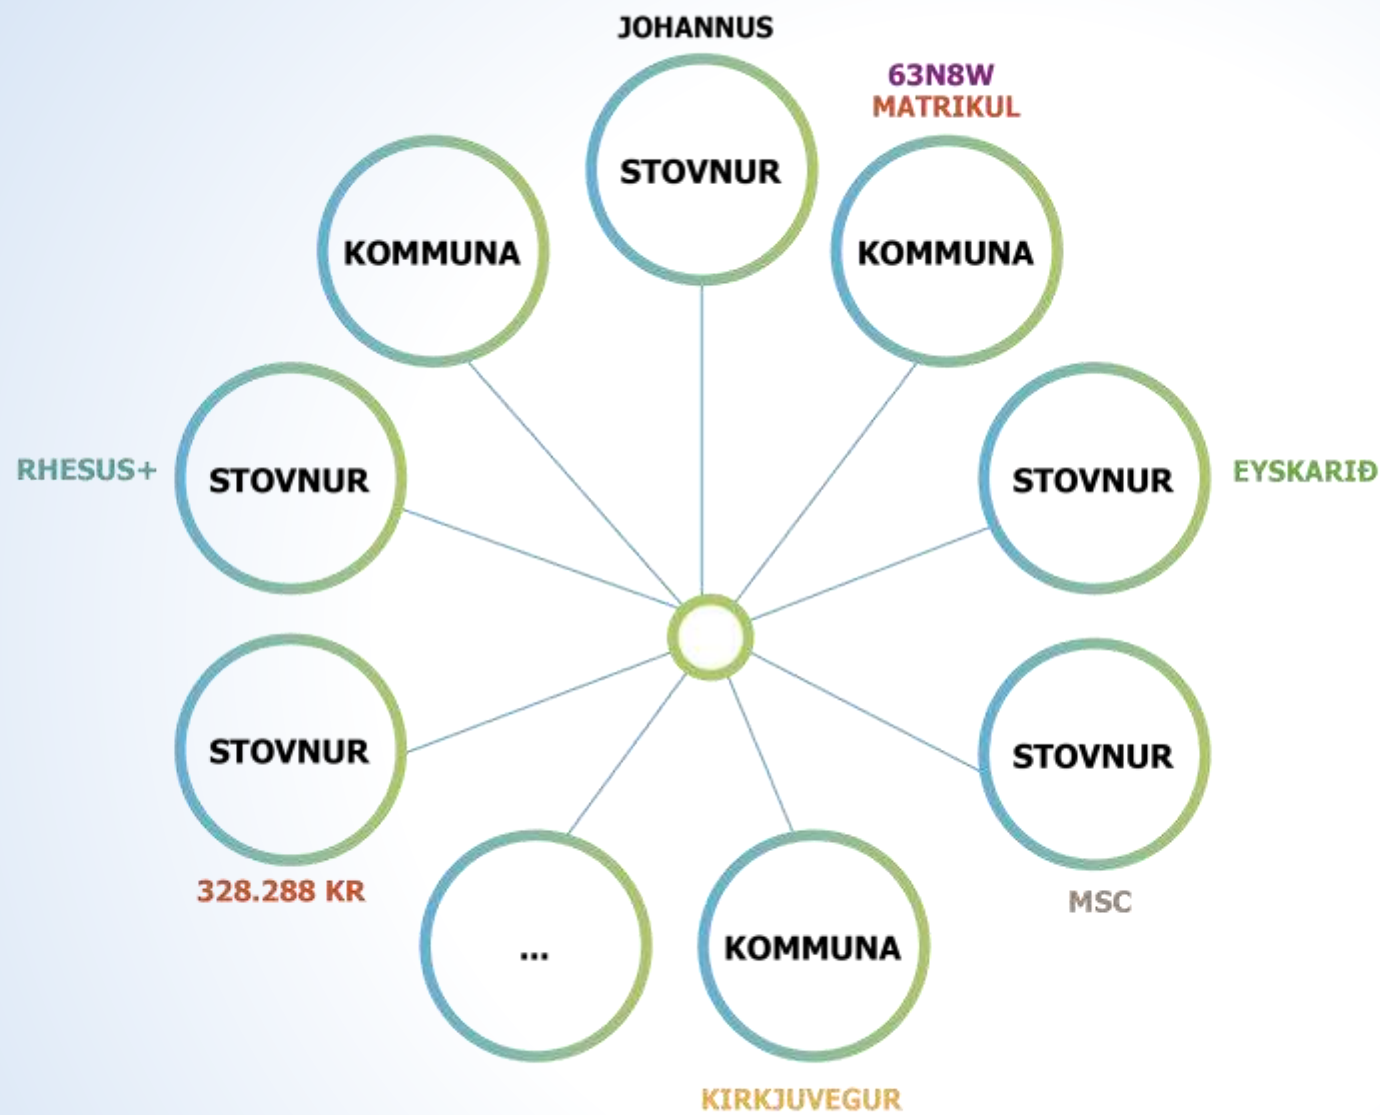 JOHANNUS
63N8W
MATRIKUL
STOVNUR
KOMMUNA
KOMMUNA
RHESUS+
STOVNUR
STOVNUR
EYSKARIÐ
STOVNUR
STOVNUR
328.288 KR
MSC
...
KOMMUNA
KIRKJUVEGUR